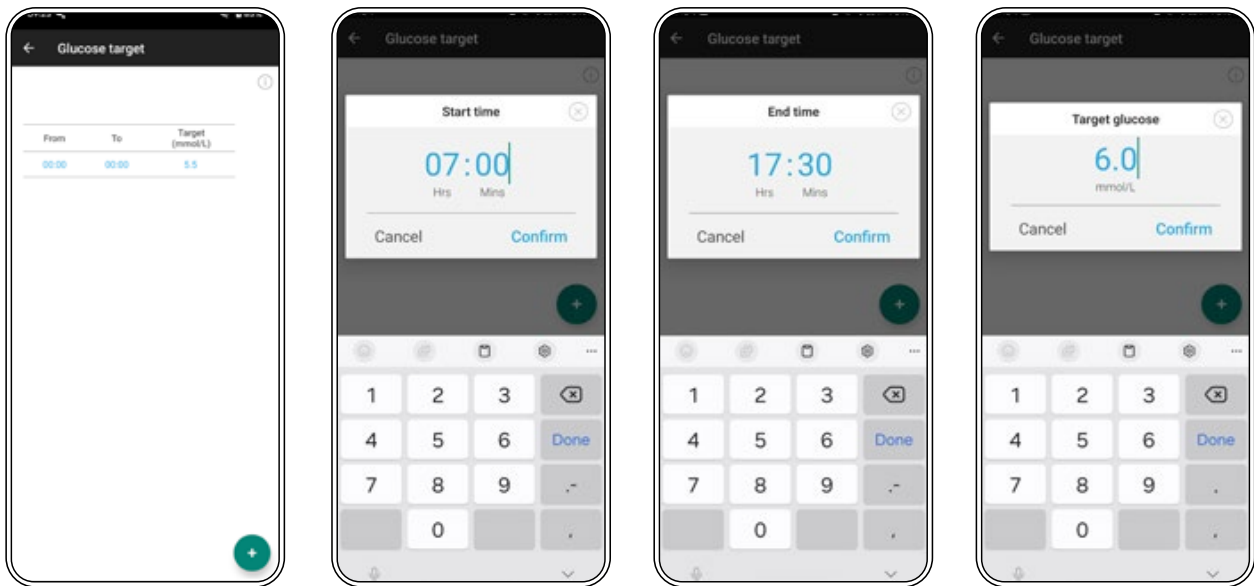 Glucose target
From To Target
(mmol/L)
00:00 00:00 5.5
+
Glucose target
Start time
07:00
Hrs Mins
Cancel Confirm
+
1 2 3
4 5 6 Done
7 8 9 .-
0 ,
Glucose target
End time
17:30
Hrs Mins
Cancel Confirm
+
1 2 3
4 5 6 Done
7 8 9 .-
0 ,
Glucose target
Target glucose
6.0
mmol/L
Cancel Confirm
+
1 2 3
4 5 6 Done
7 8 9 .
0 ,